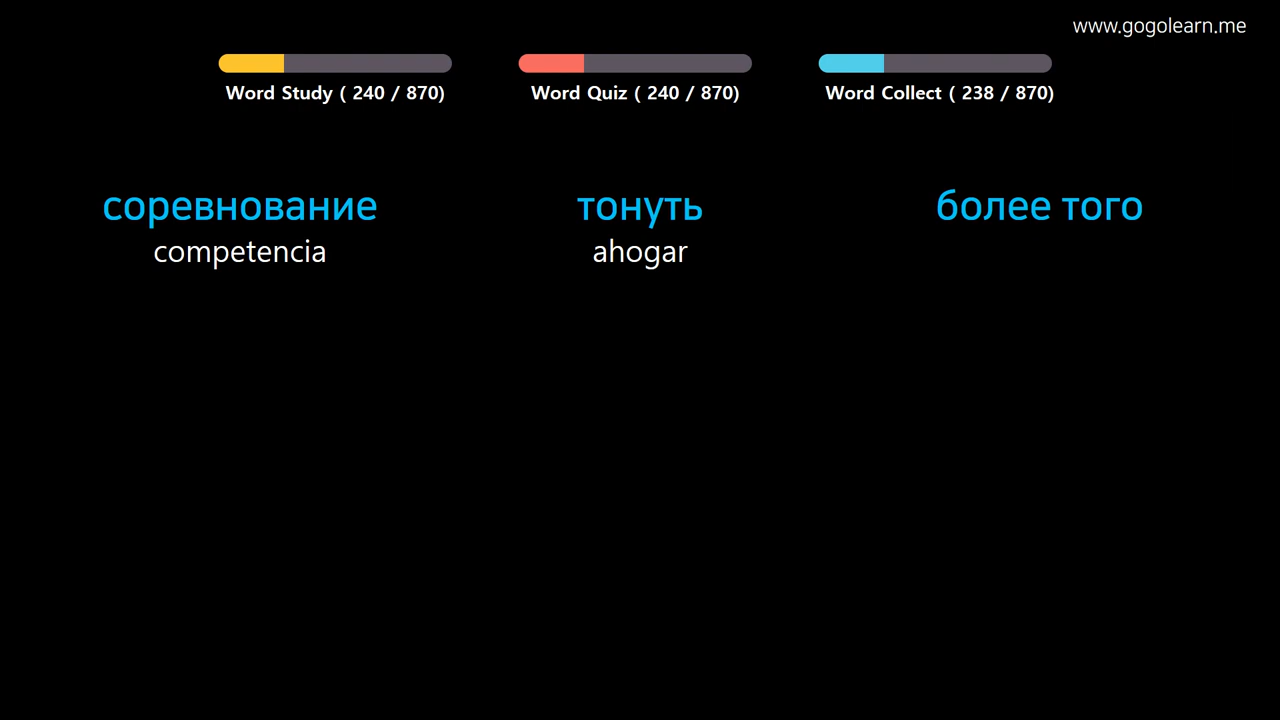 www.gogolearn.me
Word Study ( 240 / 870)
Word Quiz ( 240 / 870)
Word Collect ( 238 / 870)
соревнование
competencia
тонуть
ahogar
более того